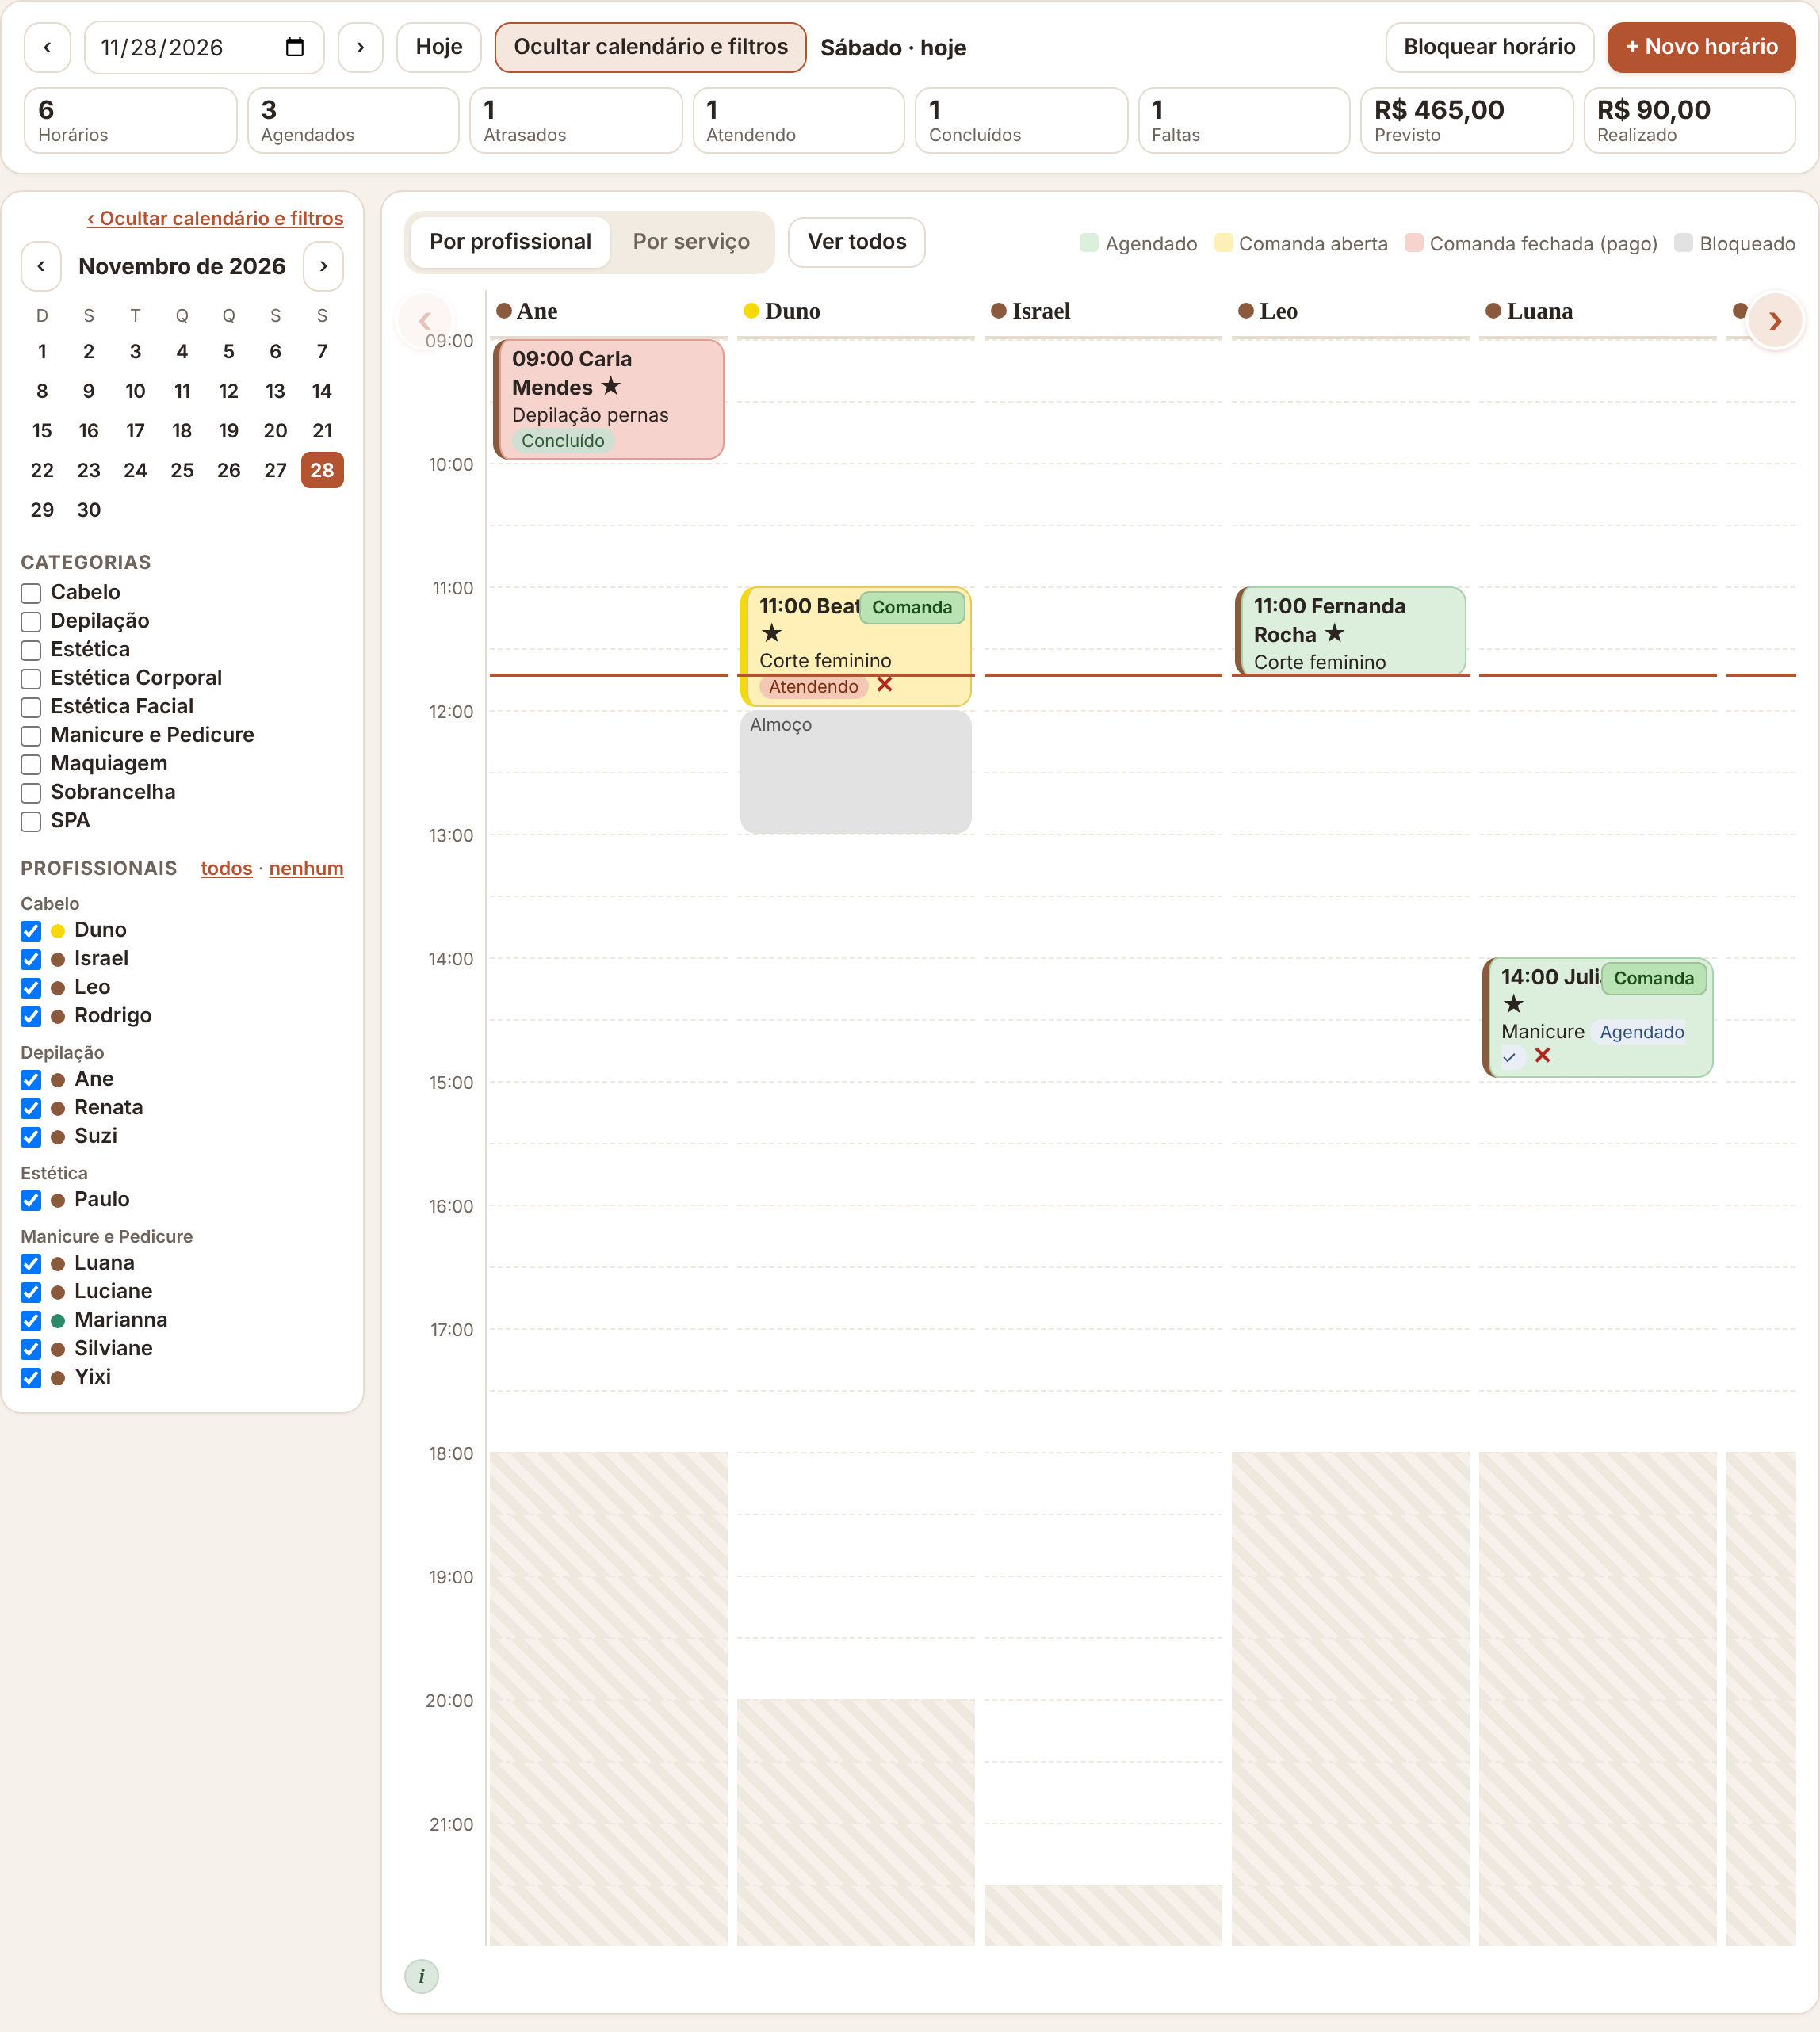 ‹ 11/28/2026 › Hoje Ocultar calendário e filtros Sábado · hoje Bloquear horário + Novo horário
6 3 1 1 1 1 R$ 465,00 R$ 90,00
Horários Agendados Atrasados Atendendo Concluídos Faltas Previsto Realizado
‹ Ocultar calendário e filtros
‹ Novembro de 2026 ›
D S T Q Q S S
1 2 3 4 5 6 7
8 9 10 11 12 13 14
15 16 17 18 19 20 21
22 23 24 25 26 27 28
29 30
CATEGORIAS
Cabelo
Depilação
Estética
Estética Corporal
Estética Facial
Manicure e Pedicure
Maquiagem
Sobrancelha
SPA
PROFISSIONAIS todos · nenhum
Cabelo
Duno
Israel
Leo
Rodrigo
Depilação
Ane
Renata
Suzi
Estética
Paulo
Manicure e Pedicure
Luana
Luciane
Marianna
Silviane
Yixi
Por profissional Por serviço Ver todos Agendado Comanda aberta Comanda fechada (pago) Bloqueado
‹ Ane Duno Israel Leo Luana ›
09:00
09:00 Carla
Mendes ★
Depilação pernas
Concluído
10:00
11:00
11:00 Beat Comanda
★
Corte feminino
Atendendo ✕
11:00 Fernanda
Rocha ★
Corte feminino
12:00
Almoço
13:00
14:00
14:00 Juli Comanda
★
Manicure Agendado
✓ ✕
15:00
16:00
17:00
18:00
19:00
20:00
21:00
i